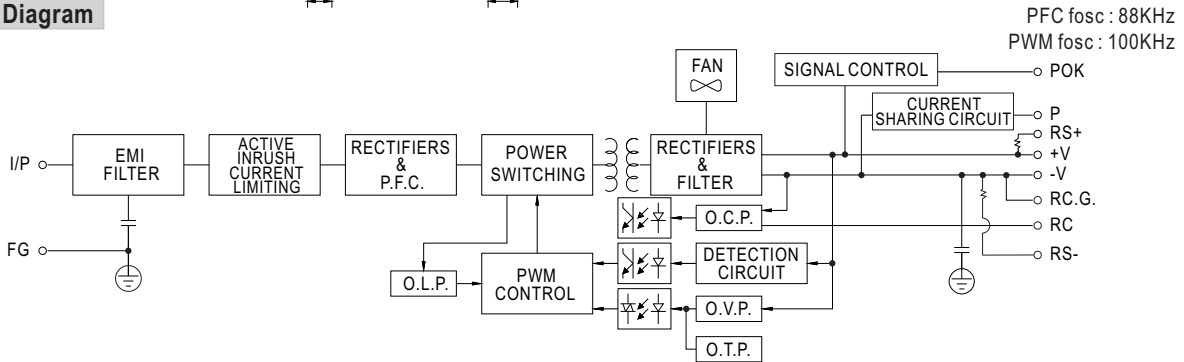 Diagram
PFC fosc : 88KHz
PWM fosc : 100KHz
FAN
SIGNAL CONTROL
POK
CURRENT
SHARING CIRCUIT
P
RS+
+V
-V
RC.G.
RC
RS-
I/P
EMI
FILTER
ACTIVE
INRUSH
CURRENT
LIMITING
RECTIFIERS
&
P.F.C.
POWER
SWITCHING
RECTIFIERS
&
FILTER
O.C.P.
FG
DETECTION
CIRCUIT
O.L.P.
PWM
CONTROL
O.V.P.
O.T.P.